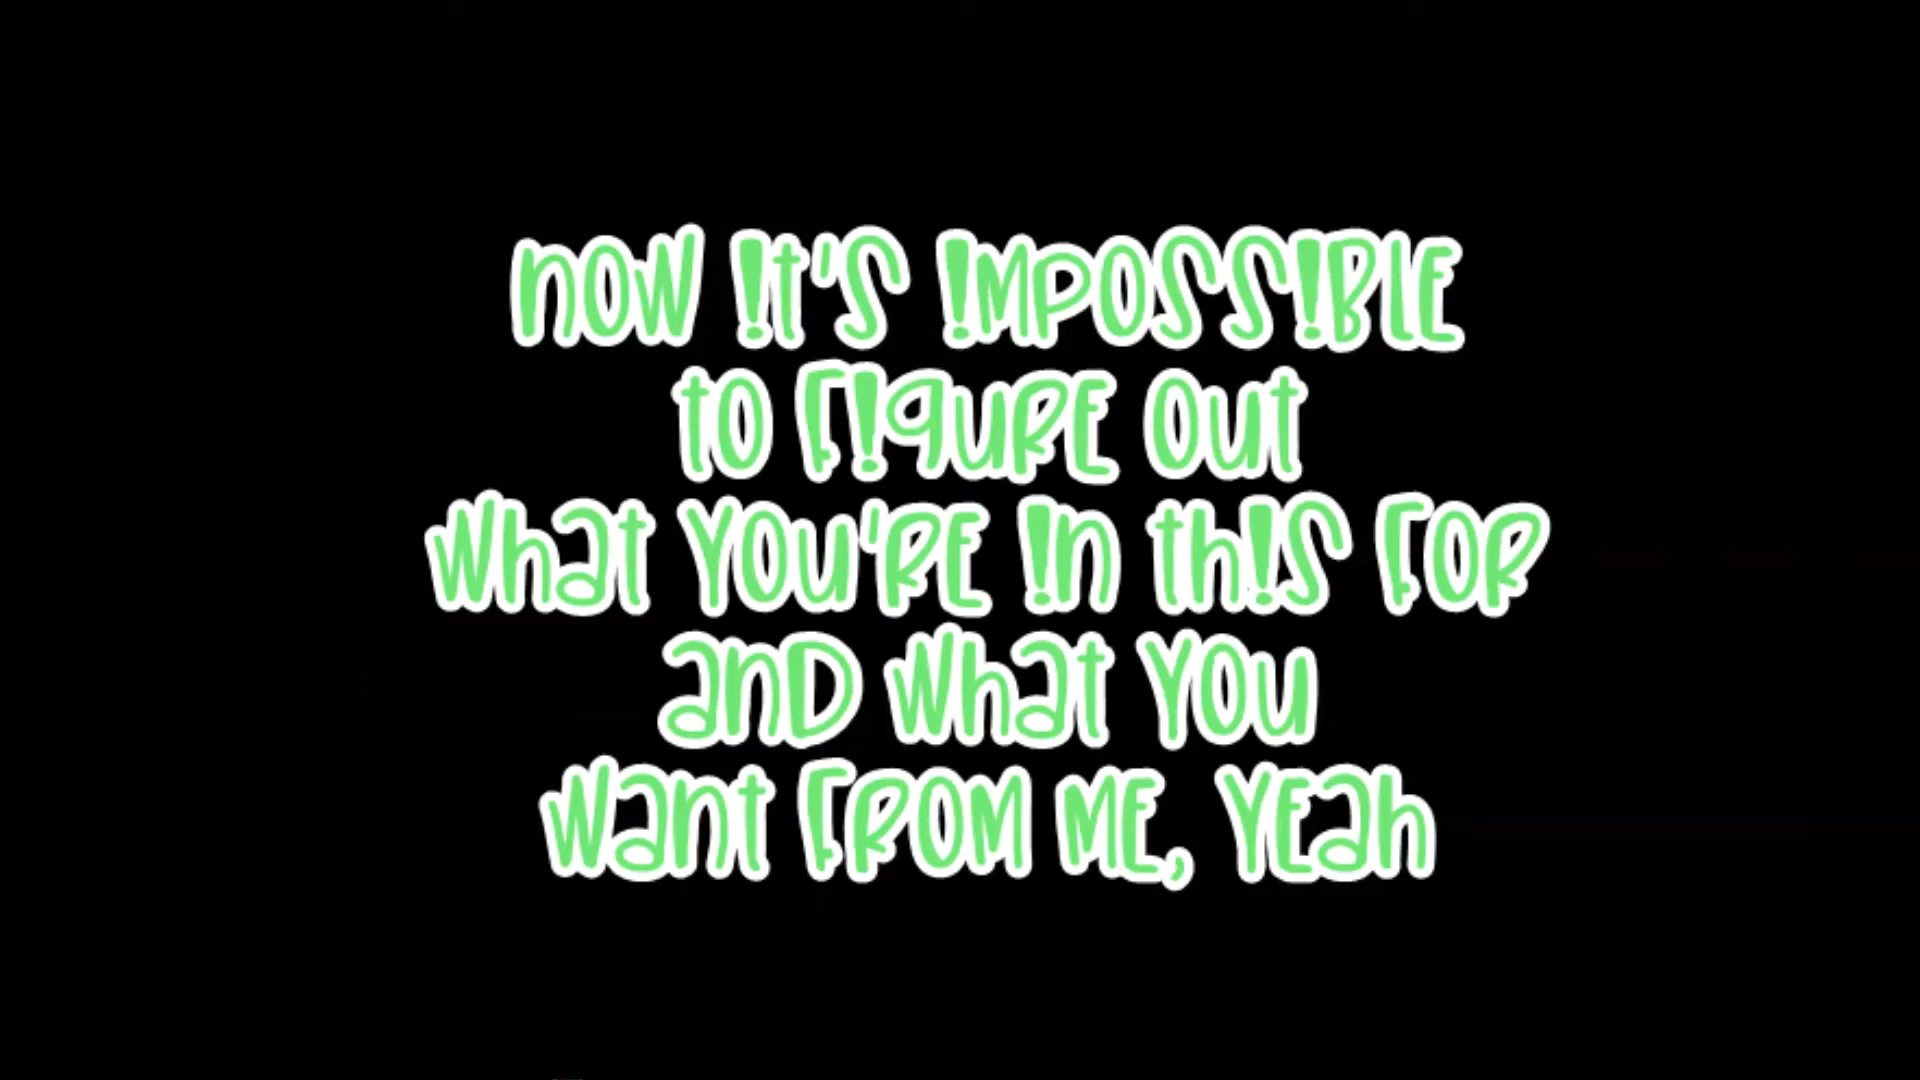 now it's impossible
to figure out
what you're in this for
and what you
want from me, yeah